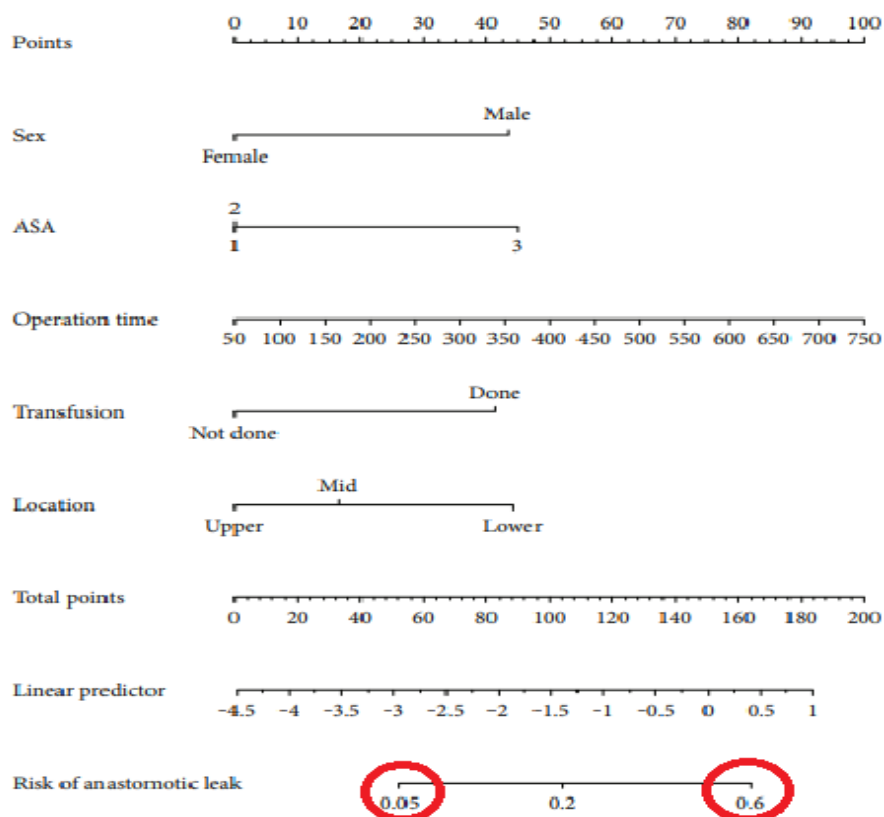 0 10 20 30 40 50 60 70 80 90 100
Points
Male
Sex
Female
2
ASA
1 3
Operation time
50 100 150 200 250 300 350 400 450 500 550 600 650 700 750
Done
Transfusion
Not done
Mid
Location
Upper Lower
Total points
0 20 40 60 80 100 120 140 160 180 200
Linear predictor
−4.5 −4 −3.5 −3 −2.5 −2 −1.5 −1 −0.5 0 0.5 1
Risk of anastomotic leak
0.05 0.2 0.6